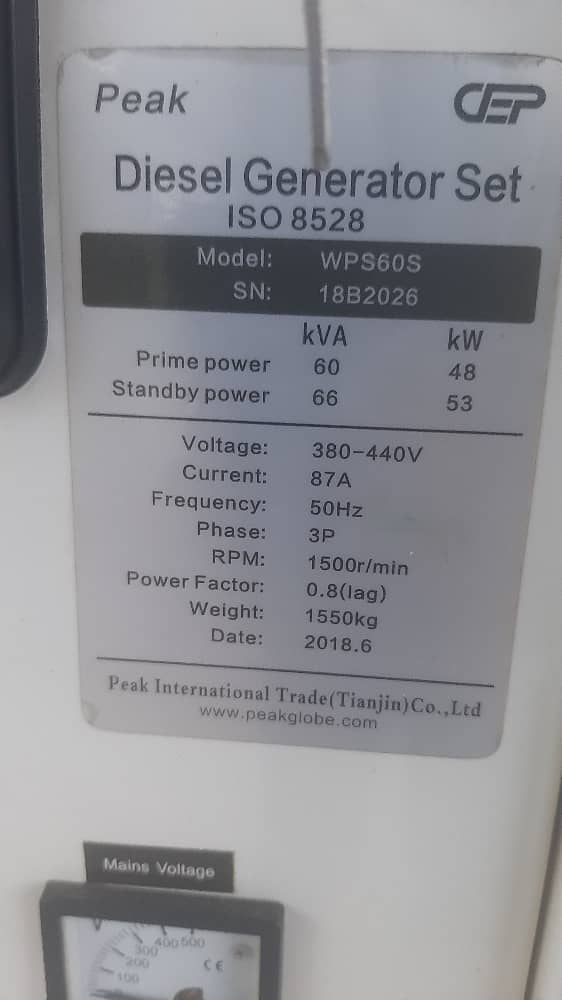 Peak
CEP
Diesel Generator Set
ISO 8528
Model: WPS60S
SN: 18B2026
kVA kW
Prime power 60 48
Standby power 66 53
Voltage: 380-440V
Current: 87A
Frequency: 50Hz
Phase: 3P
RPM: 1500r/min
Power Factor: 0.8(lag)
Weight: 1550kg
Date: 2018.6
Peak International Trade(Tianjin)Co.,Ltd
www.peakglobe.com
Mains Voltage
V
100 200 300 400 500
CE